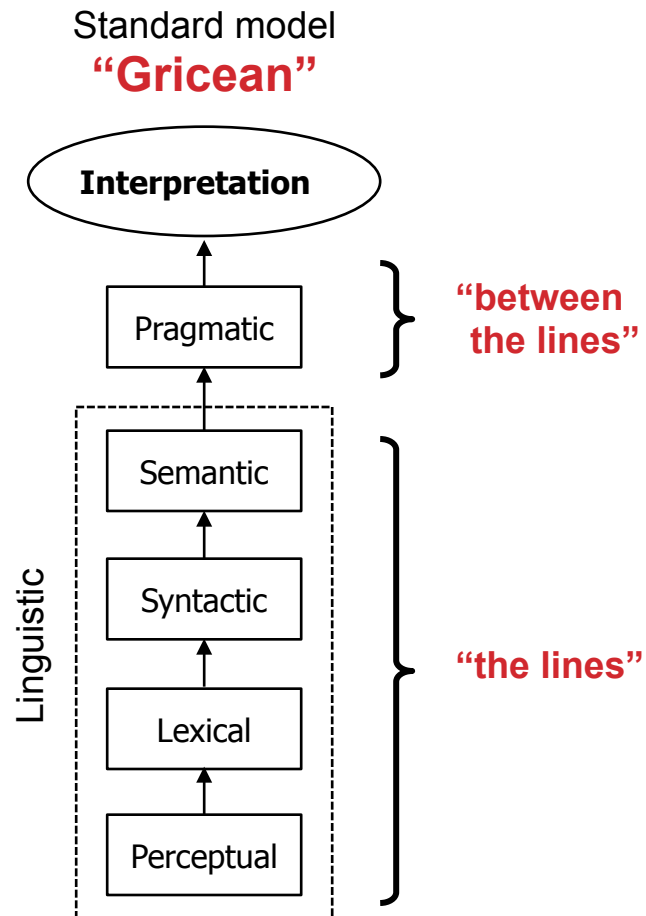 Standard model
“Gricean”
Interpretation
Pragmatic
“between
the lines”
Semantic
Syntactic
Linguistic
“the lines”
Lexical
Perceptual